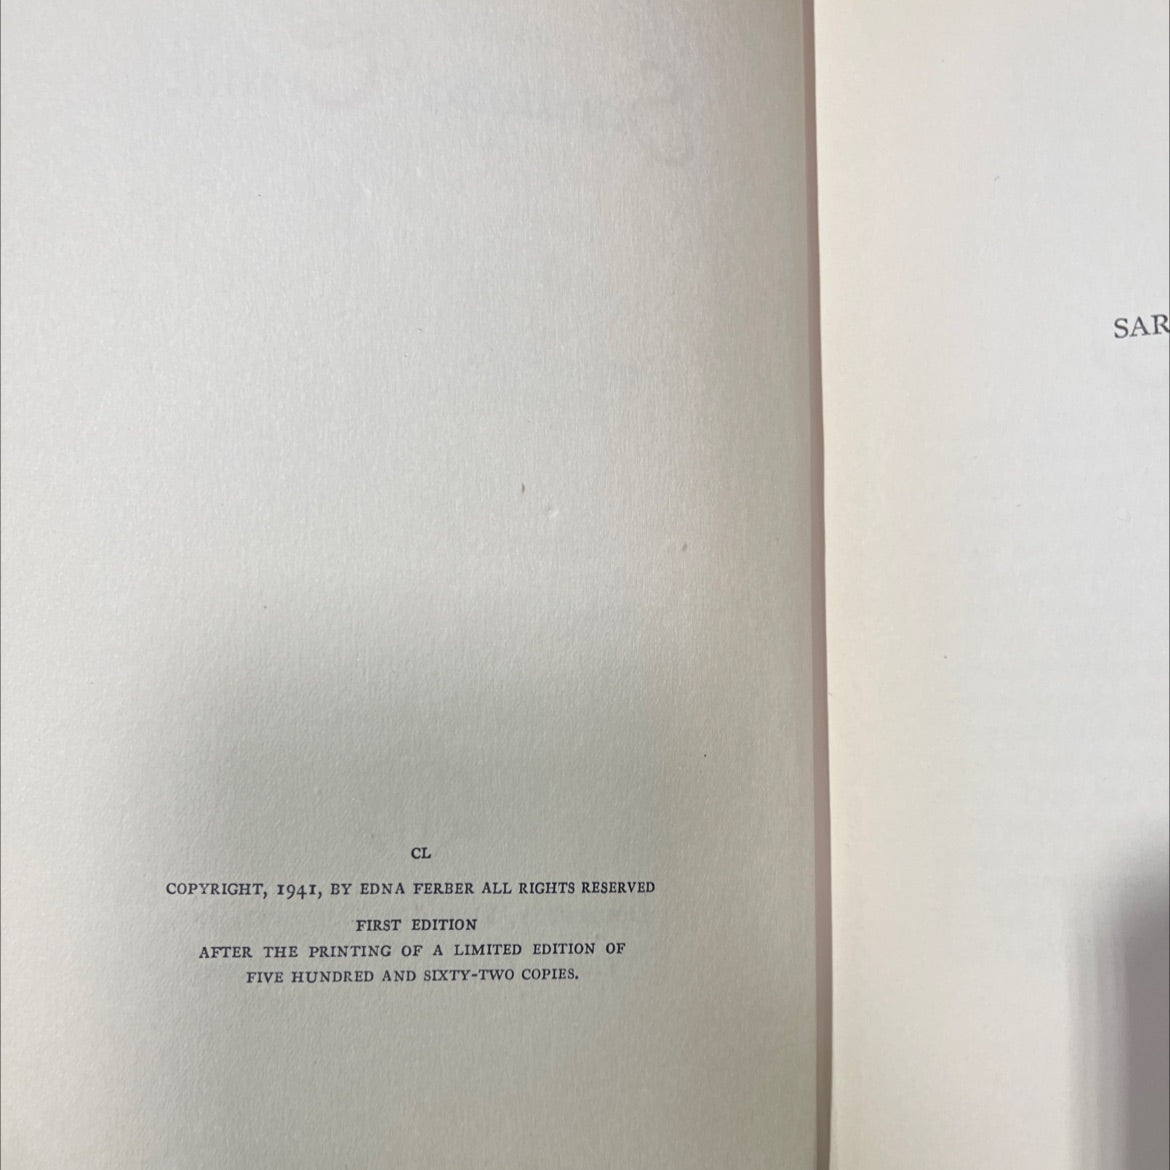 CL
COPYRIGHT, 1941, BY EDNA FERBER ALL RIGHTS RESERVED
FIRST EDITION
AFTER THE PRINTING OF A LIMITED EDITION OF
FIVE HUNDRED AND SIXTY-TWO COPIES.
SAR